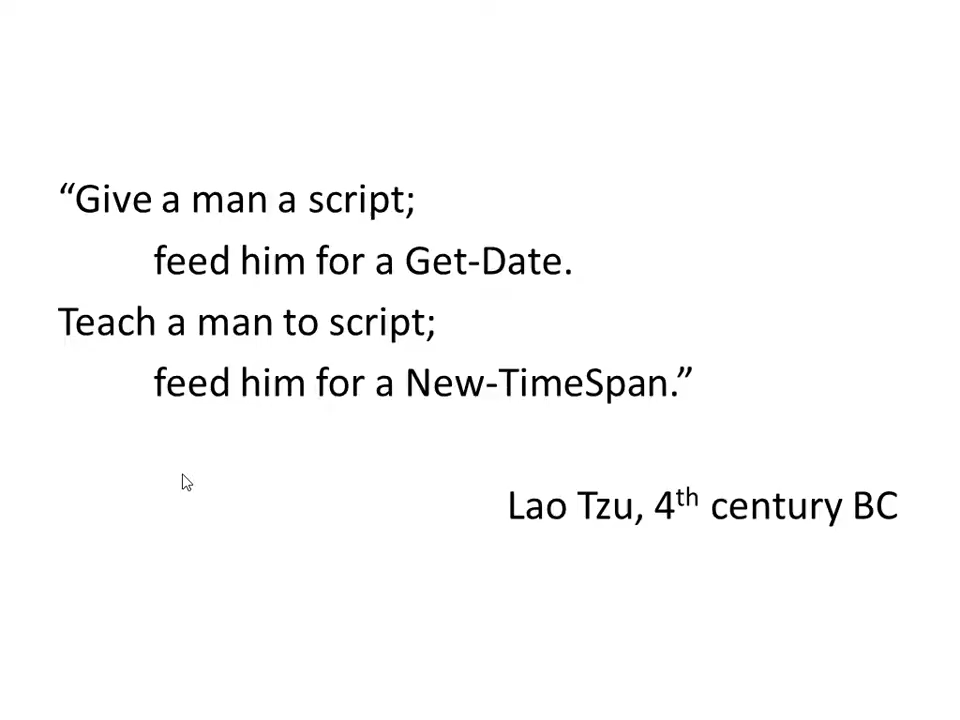 “Give a man a script;
feed him for a Get-Date.
Teach a man to script;
feed him for a New-TimeSpan.”
Lao Tzu, 4th century BC